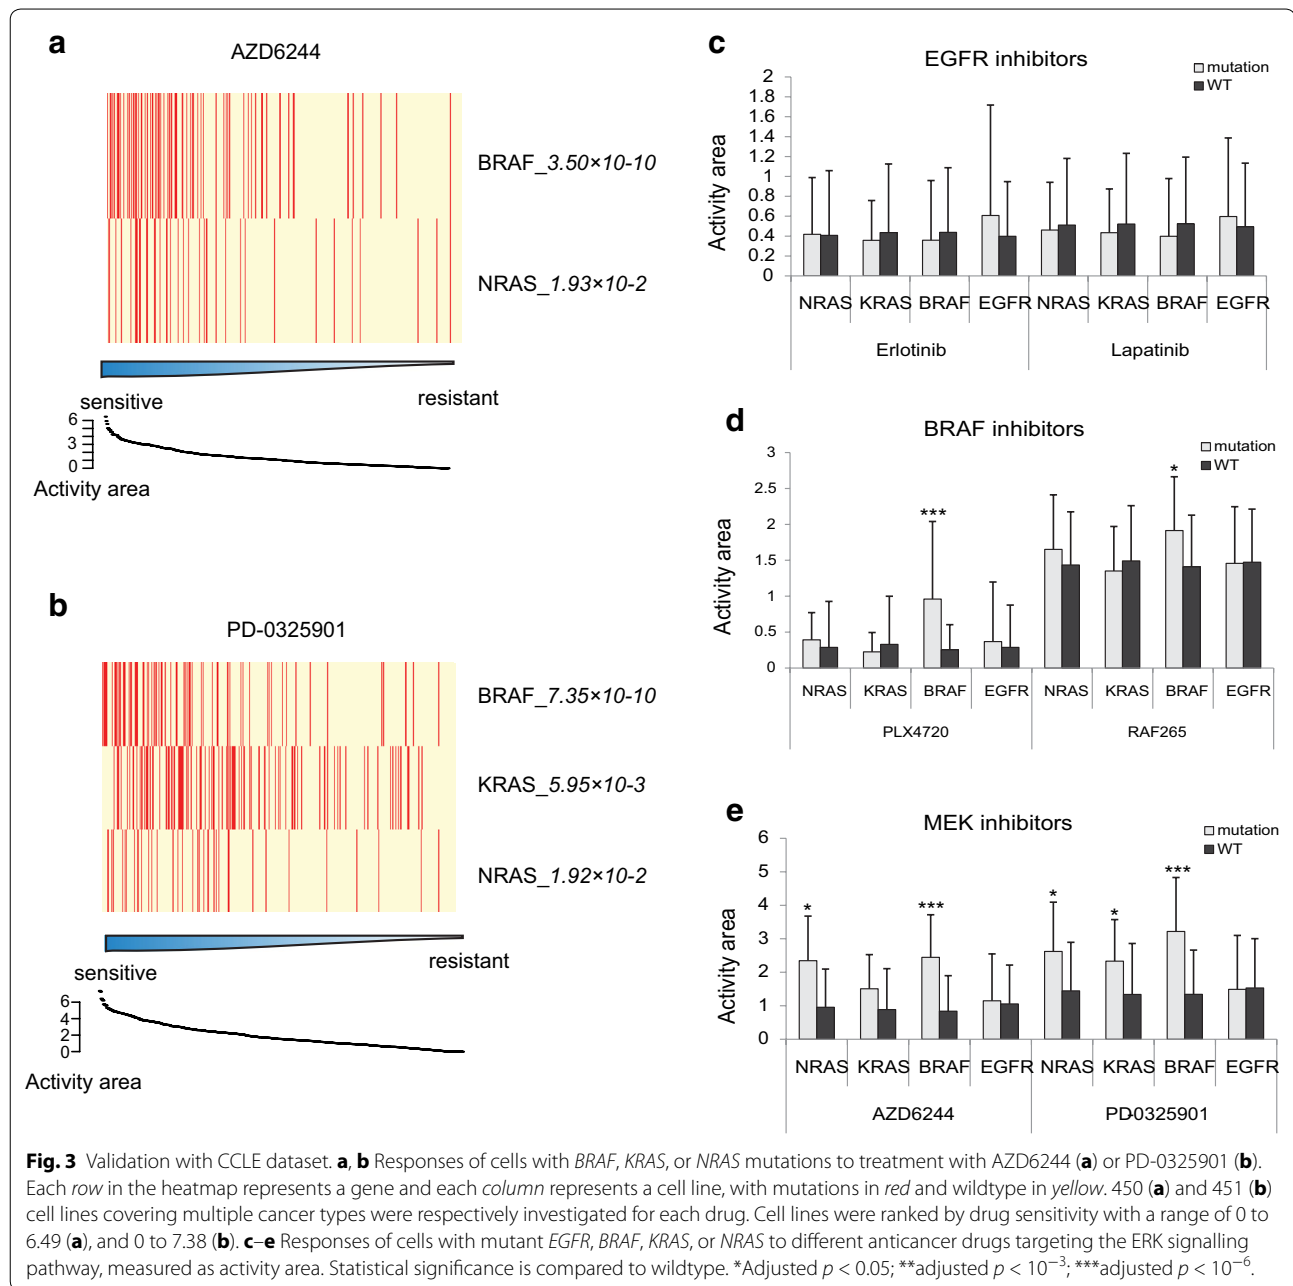 a
AZD6244
BRAF_3.50×10-10
NRAS_1.93×10-2
sensitive
resistant
6
3
0
Activity area
b
PD-0325901
BRAF_7.35×10-10
KRAS_5.95×10-3
NRAS_1.92×10-2
sensitive
resistant
6
4
2
0
Activity area
c
EGFR inhibitors
mutation
WT
Activity area
2
1.8
1.6
1.4
1.2
1
0.8
0.6
0.4
0.2
0
NRAS KRAS BRAF EGFR NRAS KRAS BRAF EGFR
Erlotinib Lapatinib
d
BRAF inhibitors
mutation
WT
Activity area
3
2.5
2
1.5
1
0.5
0
***
*
NRAS KRAS BRAF EGFR NRAS KRAS BRAF EGFR
PLX4720 RAF265
e
MEK inhibitors
mutation
WT
Activity area
6
5
4
3
2
1
0
* *** * * ***
NRAS KRAS BRAF EGFR NRAS KRAS BRAF EGFR
AZD6244 PD-0325901
Fig. 3 Validation with CCLE dataset. a, b Responses of cells with BRAF, KRAS, or NRAS mutations to treatment with AZD6244 (a) or PD-0325901 (b).
Each row in the heatmap represents a gene and each column represents a cell line, with mutations in red and wildtype in yellow. 450 (a) and 451 (b)
cell lines covering multiple cancer types were respectively investigated for each drug. Cell lines were ranked by drug sensitivity with a range of 0 to
6.49 (a), and 0 to 7.38 (b). c–e Responses of cells with mutant EGFR, BRAF, KRAS, or NRAS to different anticancer drugs targeting the ERK signalling
pathway, measured as activity area. Statistical significance is compared to wildtype. *Adjusted p < 0.05; **adjusted p < 10−3; ***adjusted p < 10−6.